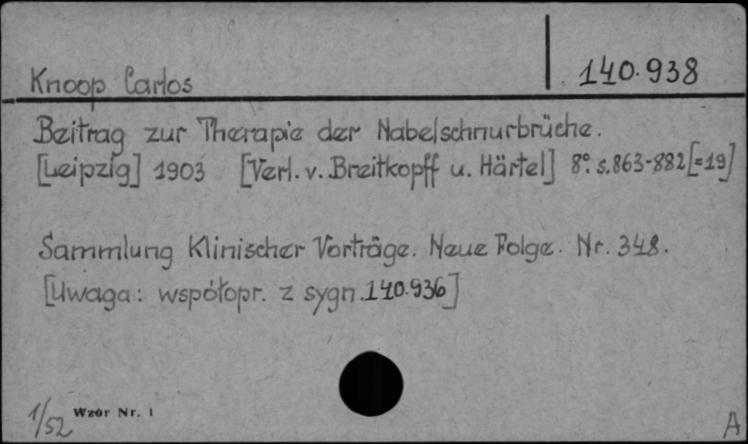 Knoop Carlos
140.938
Beitrag zur Therapie der Nabelschnurbrüche.
[Leipzig] 1903 [Verl. v. Breitkopff u. Härtel] 8°. s. 863-882 [=19]
Sammlung Klinischer Vorträge. Neue Folge. Nr. 348.
[Uwaga: współopr. z sygn. 140.936]
1/52 Wzór Nr. 1
A